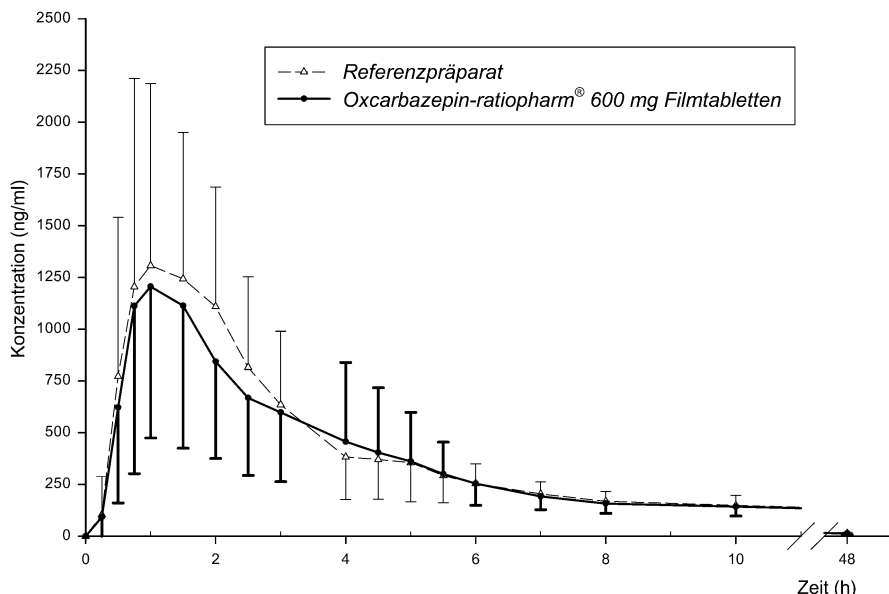 2500
2250
2000
1750
1500
1250
1000
750
500
250
0
Konzentration (ng/ml)
Referenzpräparat
Oxcarbazepin-ratiopharm® 600 mg Filmtabletten
0 2 4 6 8 10 48
Zeit (h)